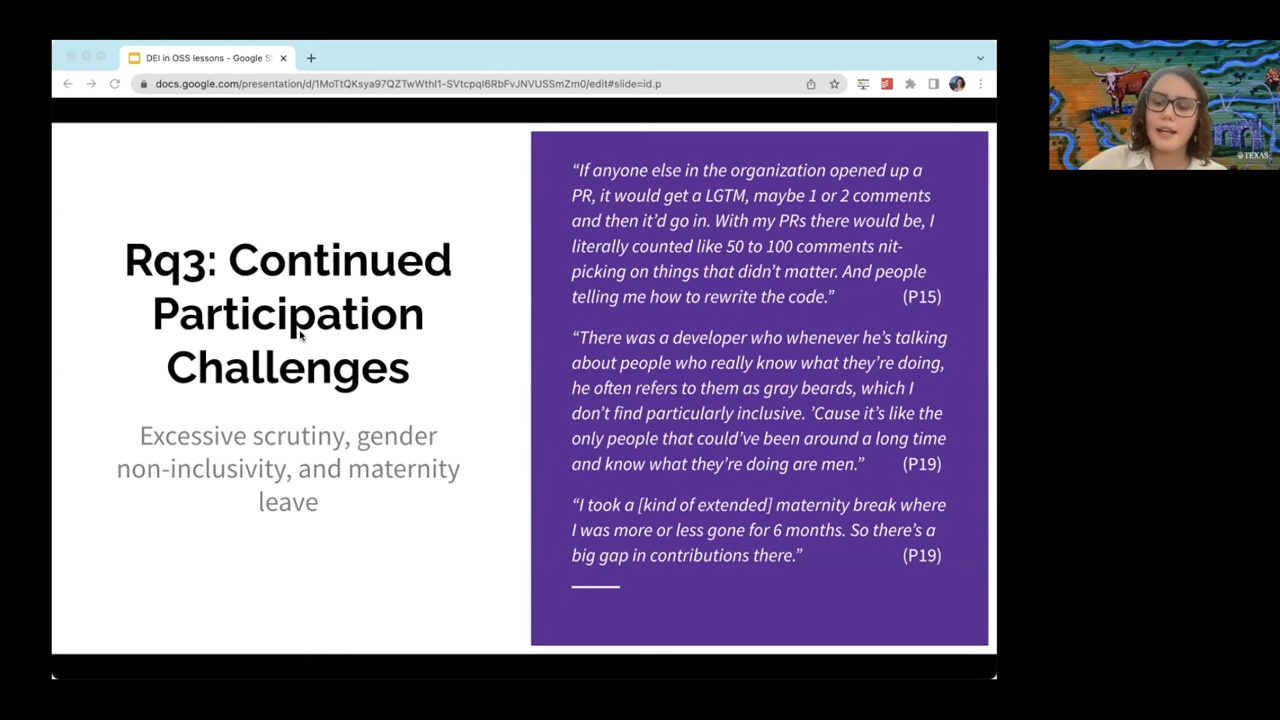 DEI in OSS lessons - Google Sl
docs.google.com/presentation/d/1MoTtQKsya97QZTwWthl1-SVtcpqI6RbFvJNVUSSmZm0/edit#slide=id.p
Rq3: Continued
Participation
Challenges
Excessive scrutiny, gender
non-inclusivity, and maternity
leave
“If anyone else in the organization opened up a
PR, it would get a LGTM, maybe 1 or 2 comments
and then it’d go in. With my PRs there would be, I
literally counted like 50 to 100 comments nit-
picking on things that didn’t matter. And people
telling me how to rewrite the code.” (P15)
“There was a developer who whenever he’s talking
about people who really know what they’re doing,
he often refers to them as gray beards, which I
don’t find particularly inclusive. ’Cause it’s like the
only people that could’ve been around a long time
and know what they’re doing are men.” (P19)
“I took a [kind of extended] maternity break where
I was more or less gone for 6 months. So there’s a
big gap in contributions there.” (P19)
TEXAS